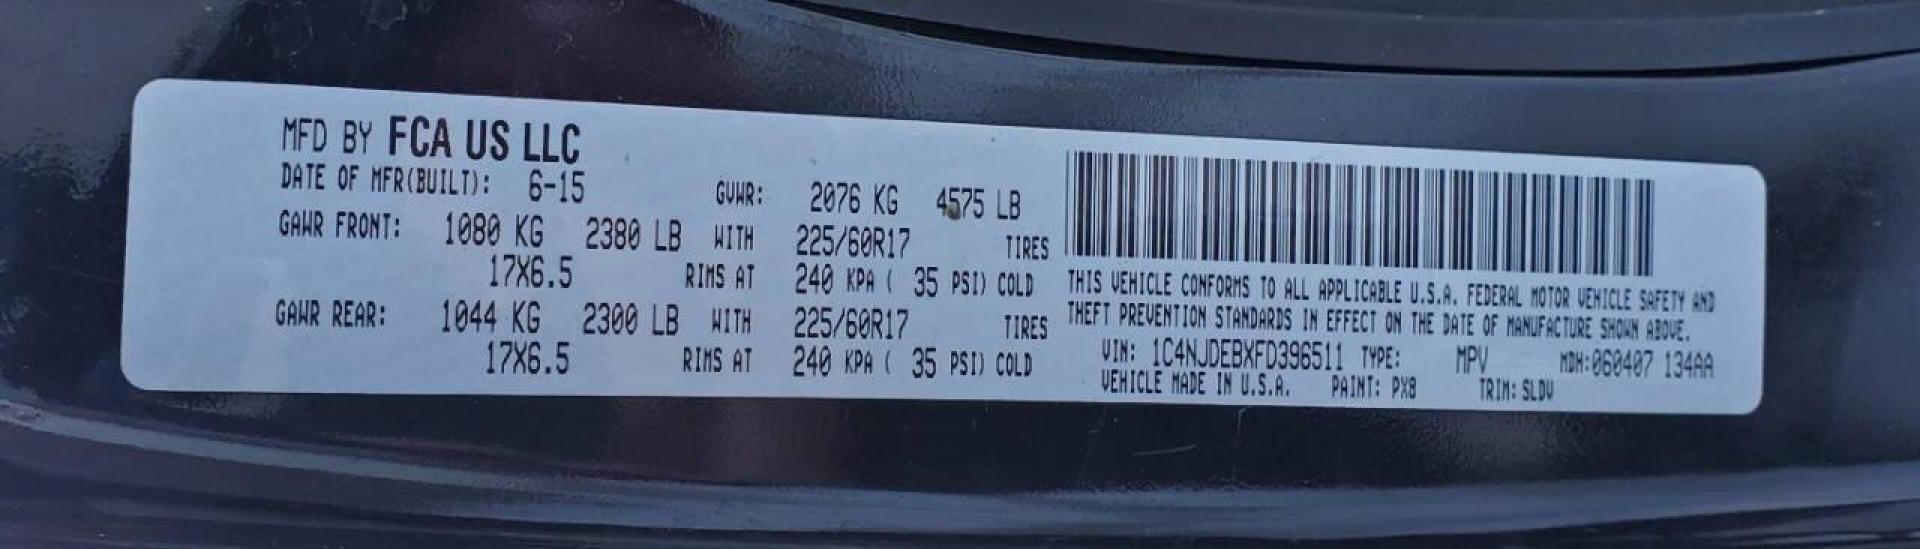 MFD BY FCA US LLC
DATE OF MFR(BUILT): 6-15 GVWR: 2076 KG 4575 LB
GAWR FRONT: 1080 KG 2380 LB WITH 225/60R17 TIRES
17X6.5 RIMS AT 240 KPA ( 35 PSI) COLD
GAWR REAR: 1044 KG 2300 LB WITH 225/60R17 TIRES
17X6.5 RIMS AT 240 KPA ( 35 PSI) COLD
THIS VEHICLE CONFORMS TO ALL APPLICABLE U.S.A. FEDERAL MOTOR VEHICLE SAFETY AND
THEFT PREVENTION STANDARDS IN EFFECT ON THE DATE OF MANUFACTURE SHOWN ABOVE.
VIN: 1C4NJDEBXFD396511 TYPE: MPV MDH:060407 134AA
VEHICLE MADE IN U.S.A. PAINT: PX8 TRIM: SLDV